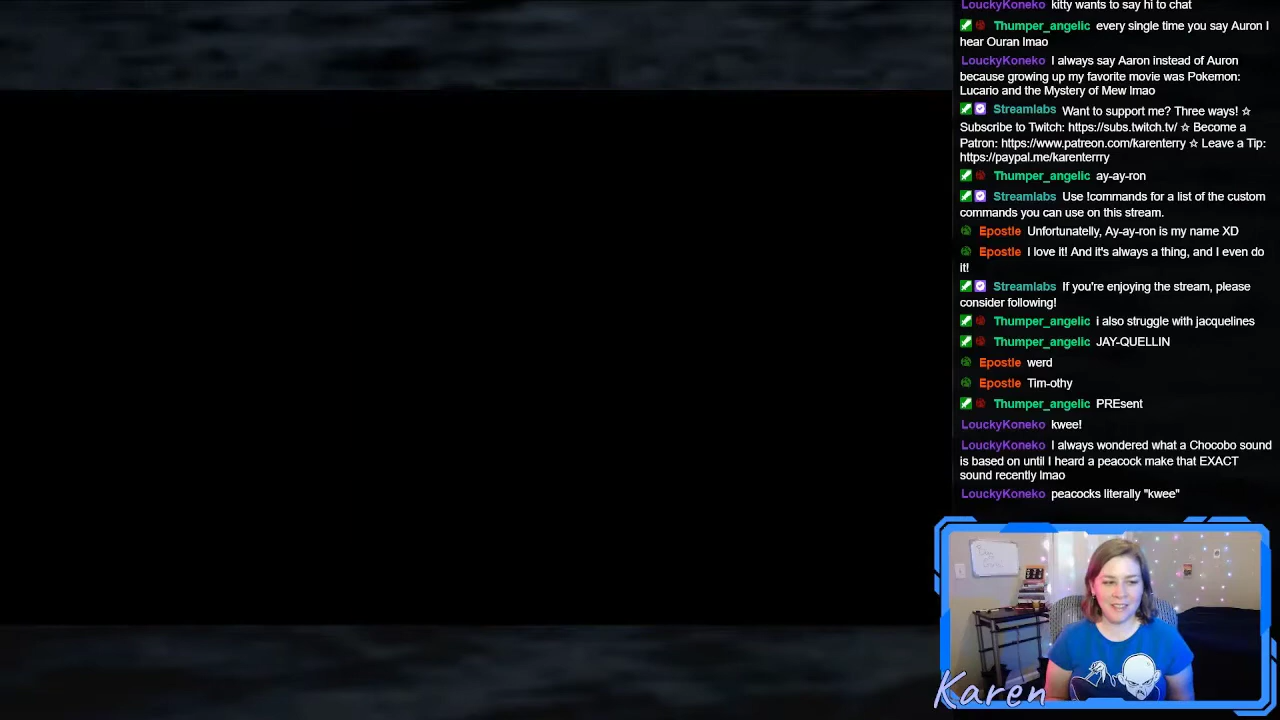 LouckyKoneko kitty wants to say hi to chat
Thumper_angelic every single time you say Auron I
hear Ouran lmao
LouckyKoneko I always say Aaron instead of Auron
because growing up my favorite movie was Pokemon:
Lucario and the Mystery of Mew lmao
Streamlabs Want to support me? Three ways! ☆
Subscribe to Twitch: https://subs.twitch.tv/ ☆ Become a
Patron: https://www.patreon.com/karenterry ☆ Leave a Tip:
https://paypal.me/karenterrry
Thumper_angelic ay-ay-ron
Streamlabs Use !commands for a list of the custom
commands you can use on this stream.
Epostle Unfortunatelly, Ay-ay-ron is my name XD
Epostle I love it! And it's always a thing, and I even do
it!
Streamlabs If you're enjoying the stream, please
consider following!
Thumper_angelic i also struggle with jacquelines
Thumper_angelic JAY-QUELLIN
Epostle werd
Epostle Tim-othy
Thumper_angelic PREsent
LouckyKoneko kwee!
LouckyKoneko I always wondered what a Chocobo sound
is based on until I heard a peacock make that EXACT
sound recently lmao
LouckyKoneko peacocks literally "kwee"
Karen